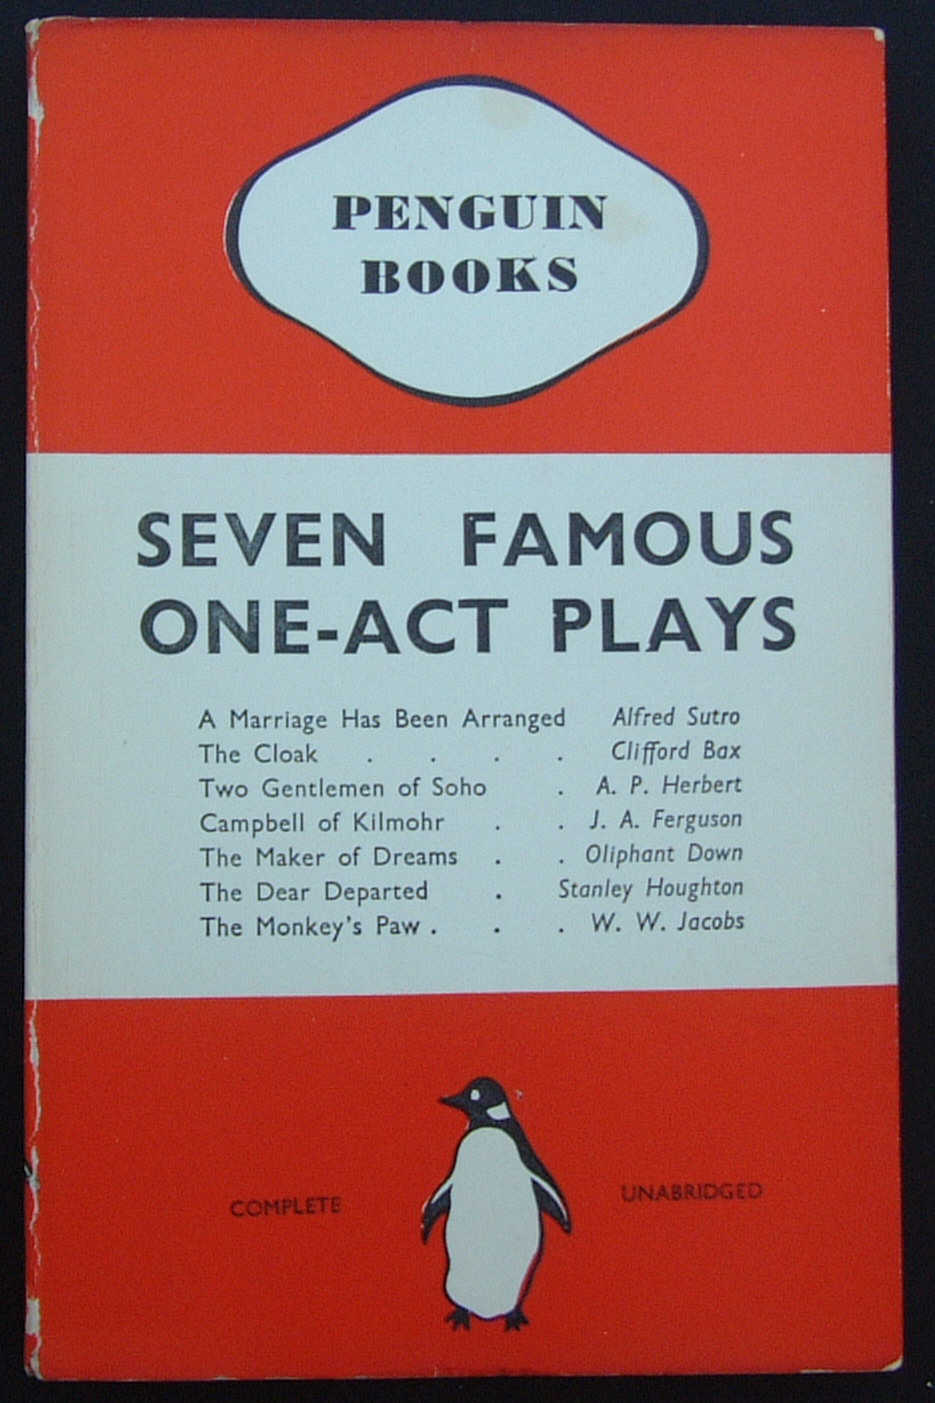 PENGUIN
BOOKS
SEVEN FAMOUS
ONE-ACT PLAYS
A Marriage Has Been Arranged Alfred Sutro
The Cloak . . . . Clifford Bax
Two Gentlemen of Soho . A. P. Herbert
Campbell of Kilmohr . . J. A. Ferguson
The Maker of Dreams . . Oliphant Down
The Dear Departed . Stanley Houghton
The Monkey's Paw . . . W. W. Jacobs
COMPLETE UNABRIDGED